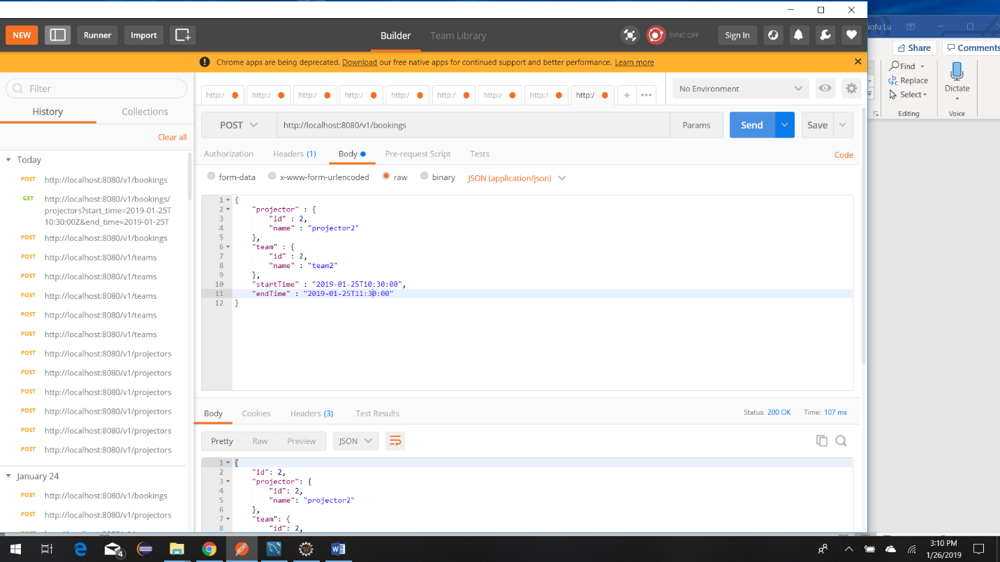 NEW
Runner
Import
Builder
Team Library
SYNC OFF
Sign In
Chrome apps are being deprecated. Download our free native apps for continued support and better performance. Learn more
Filter
History
Collections
Clear all
Today
POST http://localhost:8080/v1/bookings
GET http://localhost:8080/v1/bookings/
projectors?start_time=2019-01-25T
10:30:00Z&end_time=2019-01-25T
POST http://localhost:8080/v1/bookings
POST http://localhost:8080/v1/teams
POST http://localhost:8080/v1/teams
POST http://localhost:8080/v1/teams
POST http://localhost:8080/v1/teams
POST http://localhost:8080/v1/teams
POST http://localhost:8080/v1/projectors
POST http://localhost:8080/v1/projectors
POST http://localhost:8080/v1/projectors
POST http://localhost:8080/v1/projectors
POST http://localhost:8080/v1/projectors
POST http://localhost:8080/v1/projectors
January 24
POST http://localhost:8080/v1/bookings
POST http://localhost:8080/v1/projectors
http:/ http:/ http:/ http:/ http:/ http:/ http:/ http:/ http:/ + •••
No Environment
POST http://localhost:8080/v1/bookings Params Send Save
Authorization Headers (1) Body Pre-request Script Tests Code
form-data x-www-form-urlencoded raw binary JSON (application/json)
1 {
2 "projector" : {
3 "id" : 2,
4 "name" : "projector2"
5 },
6 "team" : {
7 "id" : 2,
8 "name" : "team2"
9 },
10 "startTime" : "2019-01-25T10:30:00",
11 "endTime" : "2019-01-25T11:30:00"
12 }
Body Cookies Headers (3) Test Results Status: 200 OK Time: 107 ms
Pretty Raw Preview JSON
1 {
2 "id": 2,
3 "projector": {
4 "id": 2,
5 "name": "projector2"
6 },
7 "team": {
8 "id": 2,
uofu Lu
Share Comments
Find
Replace
Select
Editing
Dictate
Voice
4
3:10 PM
1/26/2019